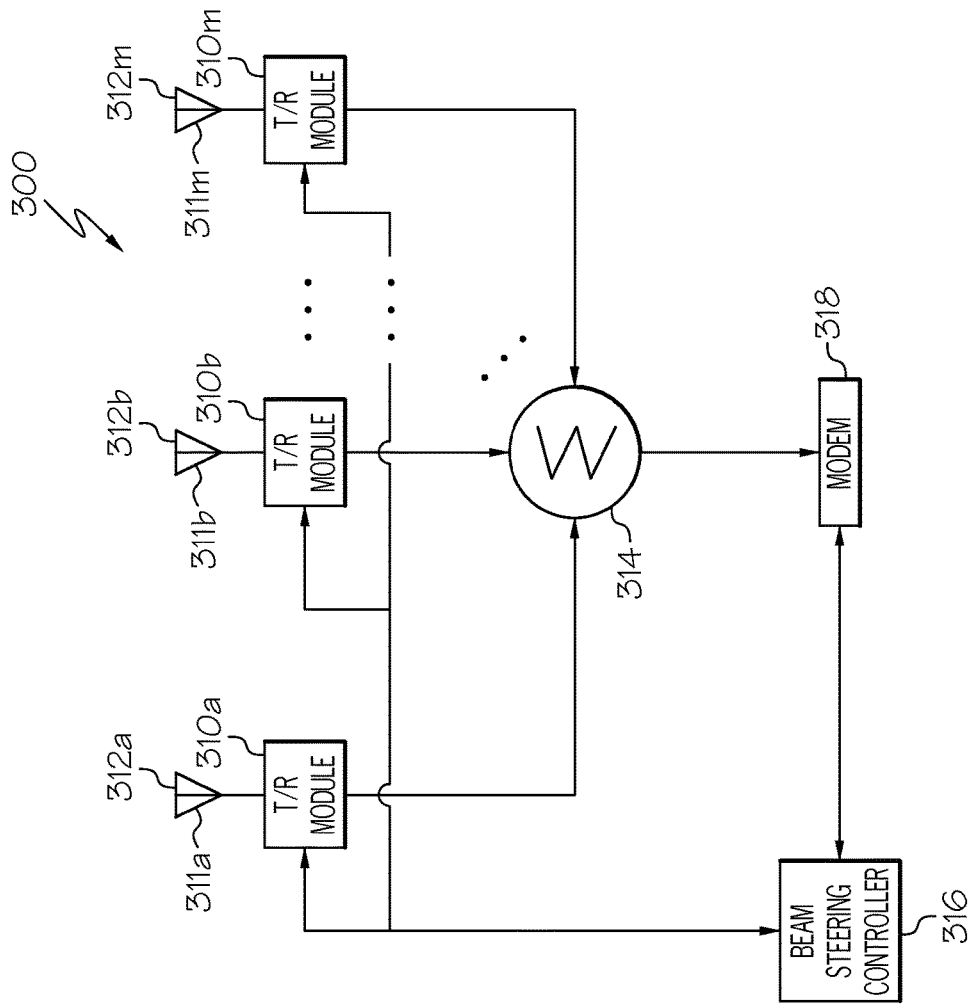 300
312a
312b
312m
311a
310a
311b
310b
311m
310m
T/R
MODULE
T/R
MODULE
T/R
MODULE
Σ
314
BEAM
STEERING
CONTROLLER
MODEM
318
316